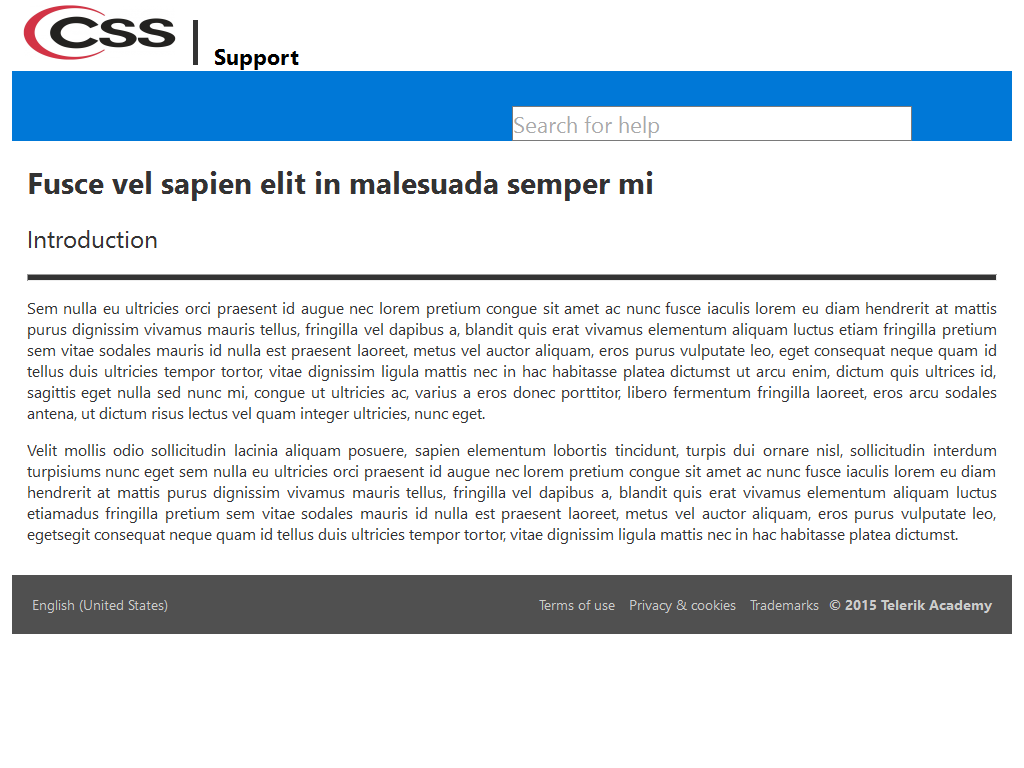 CSS
Support
Search for help
Fusce vel sapien elit in malesuada semper mi
Introduction
Sem nulla eu ultricies orci praesent id augue nec lorem pretium congue sit amet ac nunc fusce iaculis lorem eu diam hendrerit at mattis
purus dignissim vivamus mauris tellus, fringilla vel dapibus a, blandit quis erat vivamus elementum aliquam luctus etiam fringilla pretium
sem vitae sodales mauris id nulla est praesent laoreet, metus vel auctor aliquam, eros purus vulputate leo, eget consequat neque quam id
tellus duis ultricies tempor tortor, vitae dignissim ligula mattis nec in hac habitasse platea dictumst ut arcu enim, dictum quis ultrices id,
sagittis eget nulla sed nunc mi, congue ut ultricies ac, varius a eros donec porttitor, libero fermentum fringilla laoreet, eros arcu sodales
antena, ut dictum risus lectus vel quam integer ultricies, nunc eget.
Velit mollis odio sollicitudin lacinia aliquam posuere, sapien elementum lobortis tincidunt, turpis dui ornare nisl, sollicitudin interdum
turpisiums nunc eget sem nulla eu ultricies orci praesent id augue nec lorem pretium congue sit amet ac nunc fusce iaculis lorem eu diam
hendrerit at mattis purus dignissim vivamus mauris tellus, fringilla vel dapibus a, blandit quis erat vivamus elementum aliquam luctus
etiamadus fringilla pretium sem vitae sodales mauris id nulla est praesent laoreet, metus vel auctor aliquam, eros purus vulputate leo,
egetsegit consequat neque quam id tellus duis ultricies tempor tortor, vitae dignissim ligula mattis nec in hac habitasse platea dictumst.
English (United States) Terms of use Privacy & cookies Trademarks © 2015 Telerik Academy